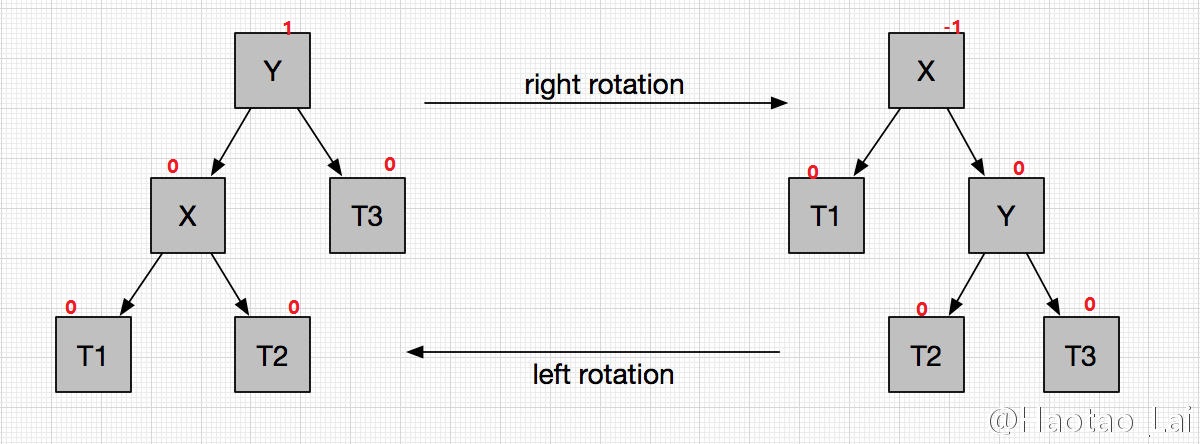 1
Y
right rotation
-1
X
0
X
0
T3
0
T1
0
Y
0
T1
0
T2
left rotation
0
T2
0
T3
@Haotao_Lai